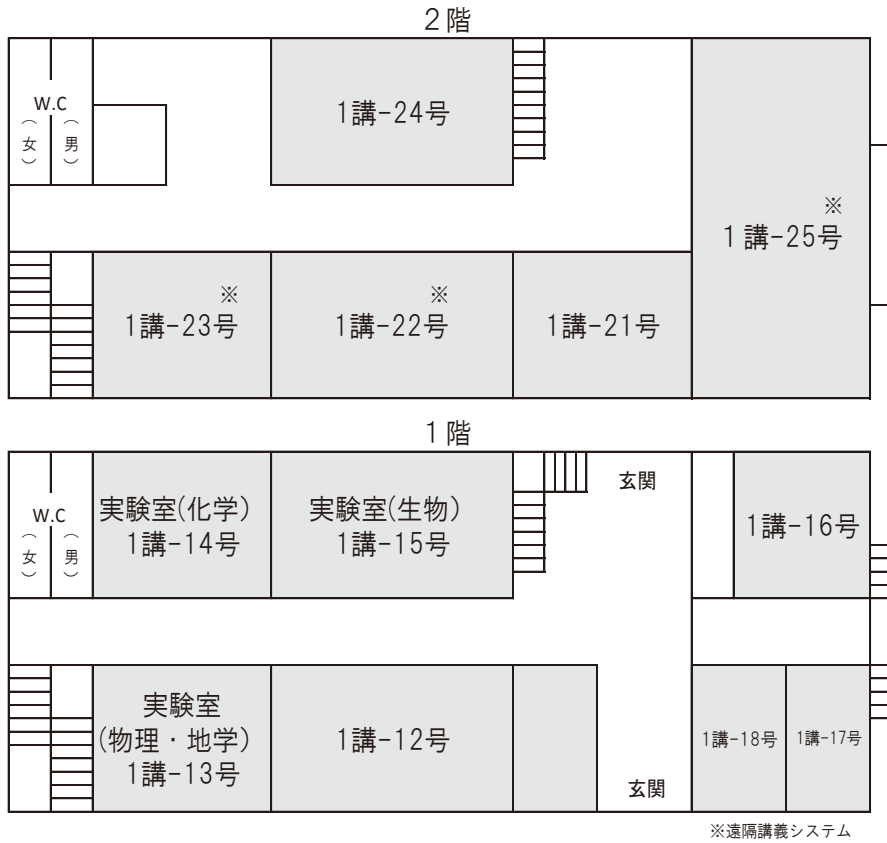 2階
W.C
（女）
（男）
1講-24号
※
1講-25号
※
1講-23号
※
1講-22号
1講-21号
1階
W.C
（女）
（男）
実験室(化学)
1講-14号
実験室(生物)
1講-15号
玄関
1講-16号
実験室
(物理・地学)
1講-13号
1講-12号
玄関
1講-18号
1講-17号
※遠隔講義システム